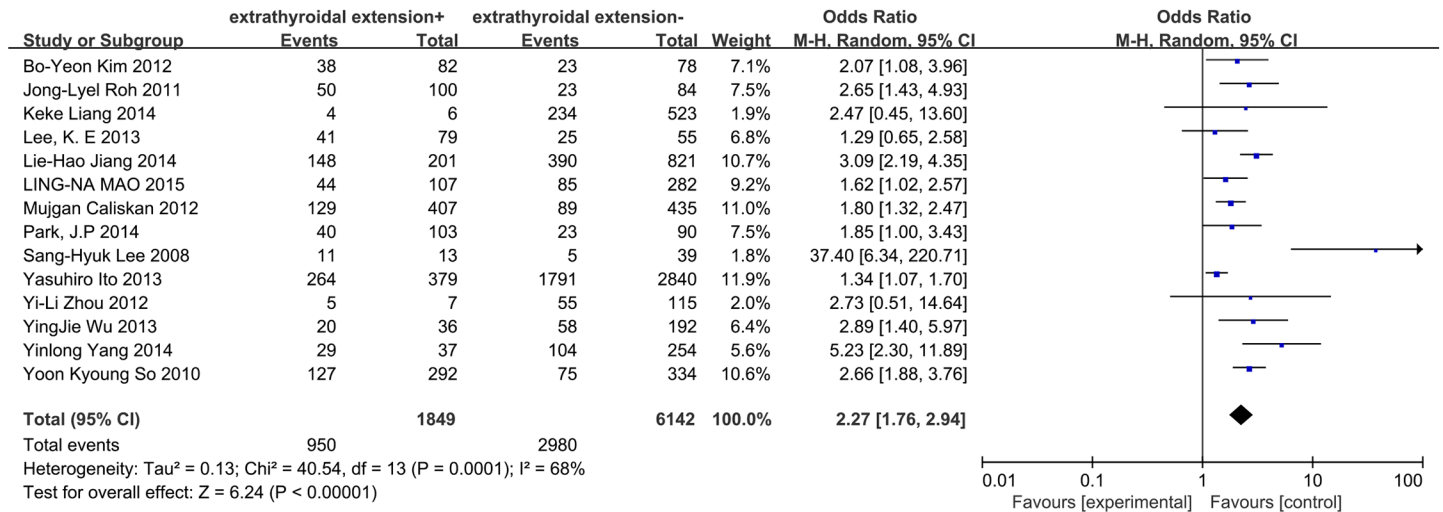 extrathyroidal extension+ extrathyroidal extension- Odds Ratio Odds Ratio
Study or Subgroup Events Total Events Total Weight M-H, Random, 95% CI M-H, Random, 95% CI
Bo-Yeon Kim 2012 38 82 23 78 7.1% 2.07 [1.08, 3.96]
Jong-Lyel Roh 2011 50 100 23 84 7.5% 2.65 [1.43, 4.93]
Keke Liang 2014 4 6 234 523 1.9% 2.47 [0.45, 13.60]
Lee, K. E 2013 41 79 25 55 6.8% 1.29 [0.65, 2.58]
Lie-Hao Jiang 2014 148 201 390 821 10.7% 3.09 [2.19, 4.35]
LING-NA MAO 2015 44 107 85 282 9.2% 1.62 [1.02, 2.57]
Mujgan Caliskan 2012 129 407 89 435 11.0% 1.80 [1.32, 2.47]
Park, J.P 2014 40 103 23 90 7.5% 1.85 [1.00, 3.43]
Sang-Hyuk Lee 2008 11 13 5 39 1.8% 37.40 [6.34, 220.71]
Yasuhiro Ito 2013 264 379 1791 2840 11.9% 1.34 [1.07, 1.70]
Yi-Li Zhou 2012 5 7 55 115 2.0% 2.73 [0.51, 14.64]
YingJie Wu 2013 20 36 58 192 6.4% 2.89 [1.40, 5.97]
Yinlong Yang 2014 29 37 104 254 5.6% 5.23 [2.30, 11.89]
Yoon Kyoung So 2010 127 292 75 334 10.6% 2.66 [1.88, 3.76]
Total (95% CI) 1849 6142 100.0% 2.27 [1.76, 2.94]
Total events 950 2980
Heterogeneity: Tau² = 0.13; Chi² = 40.54, df = 13 (P = 0.0001); I² = 68%
Test for overall effect: Z = 6.24 (P < 0.00001)
0.01 0.1 1 10 100
Favours [experimental] Favours [control]